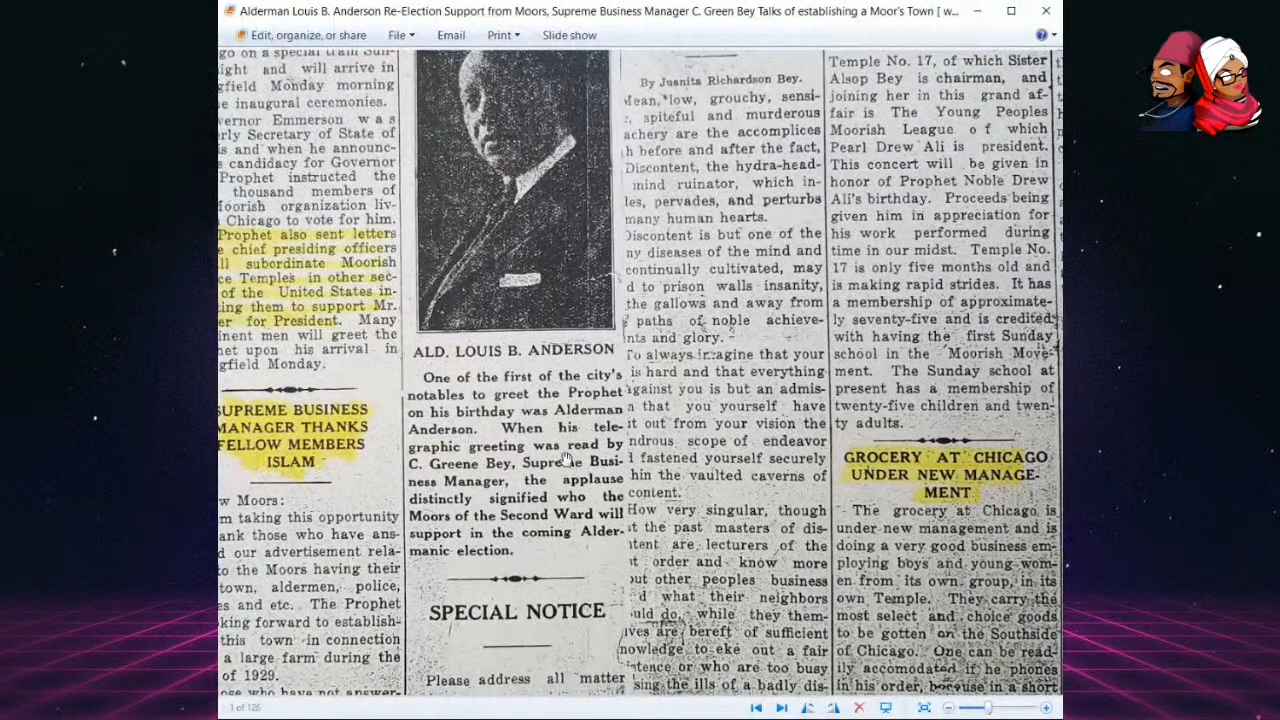 Alderman Louis B. Anderson Re-Election Support from Moors, Supreme Business Manager C. Green Bey Talks of establishing a Moor's Town [ w...
Edit, organize, or share
File
Email
Print
Slide show
go on a special train Sun-
ight and will arrive in
gfield Monday morning
e inaugural ceremonies.
vernor Emmerson was
erly Secretary of State of
is and when he announc-
s candidacy for Governor
Prophet instructed the
thousand members of
Moorish organization liv-
Chicago to vote for him.
Prophet also sent letters
e chief presiding officers
ll subordinate Moorish
ce Temples in other sec-
of the United States in-
ing them to support Mr.
er for President. Many
inent men will greet the
het upon his arrival in
gfield Monday.
SUPREME BUSINESS
MANAGER THANKS
FELLOW MEMBERS
ISLAM
w Moors:
m taking this opportunity
ank those who have ans-
d our advertisement rela-
to the Moors having their
town, aldermen, police,
es and etc. The Prophet
king forward to establish-
this town in connection
a large farm during the
of 1929.
ose who have not answer-
ALD. LOUIS B. ANDERSON
One of the first of the city's
notables to greet the Prophet
on his birthday was Alderman
Anderson. When his tele-
graphic greeting was read by
C. Greene Bey, Supreme Busi-
ness Manager, the applause
distinctly signified who the
Moors of the Second Ward will
support in the coming Alder-
manic election.
SPECIAL NOTICE
Please address all matter
By Juanita Richardson Bey.
Mean, low, grouchy, sensi-
, spiteful and murderous
achery are the accomplices
h before and after the fact,
Discontent, the hydra-head-
mind ruinator, which in-
les, pervades, and perturbs
many human hearts.
Discontent is but one of the
ny diseases of the mind and
continually cultivated, may
d to prison walls insanity,
the gallows and away from
paths of noble achieve-
nts and glory.
To always imagine that your
is hard and that everything
against you is but an admis-
n that you yourself have
it out from your vision the
ndrous scope of endeavor
l fastened yourself securely
hin the vaulted caverns of
content.
How very singular, though
t the past masters of dis-
tent are lecturers of the
st order and know more
out other peoples business
d what their neighbors
uld do, while they them-
ives are bereft of sufficient
nowledge to eke out a fair
tence or who are too busy
sing the ills of a badly dis-
Temple No. 17, of which Sister
Alsop Bey is chairman, and
joining her in this grand af-
fair is The Young Peoples
Moorish League of which
Pearl Drew Ali is president.
This concert will be given in
honor of Prophet Noble Drew
Ali's birthday. Proceeds being
given him in appreciation for
his work performed during
time in our midst. Temple No.
17 is only five months old and
is making rapid strides. It has
a membership of approximate-
ly seventy-five and is credited
with having the first Sunday
school in the Moorish Move-
ment. The Sunday school at
present has a membership of
twenty-five children and twen-
ty adults.
GROCERY AT CHICAGO
UNDER NEW MANAGE-
MENT
The grocery at Chicago is
under new management and is
doing a very good business em-
ploying boys and young wom-
en from its own group, in its
own Temple. They carry the
most select and choice goods
to be gotten on the Southside
of Chicago. One can be read-
ily accomodated if he phones
in his order, because in a short
1 of 126